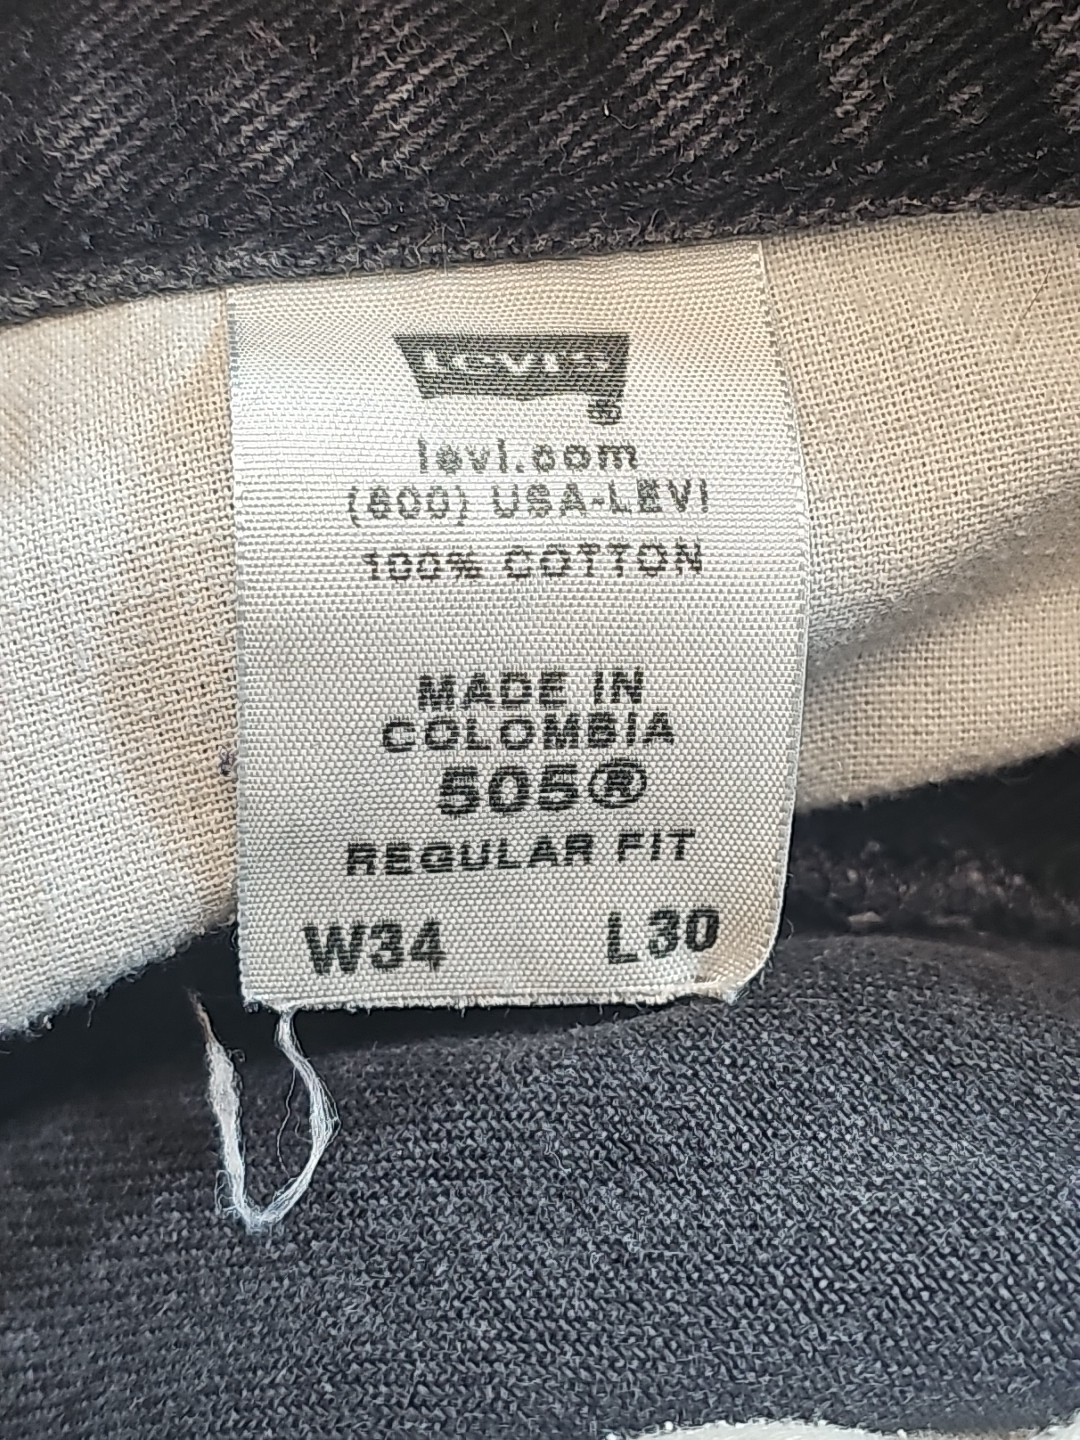 LEVI'S
®
levi.com
(800) USA-LEVI
100% COTTON
MADE IN
COLOMBIA
505®
REGULAR FIT
W34 L30